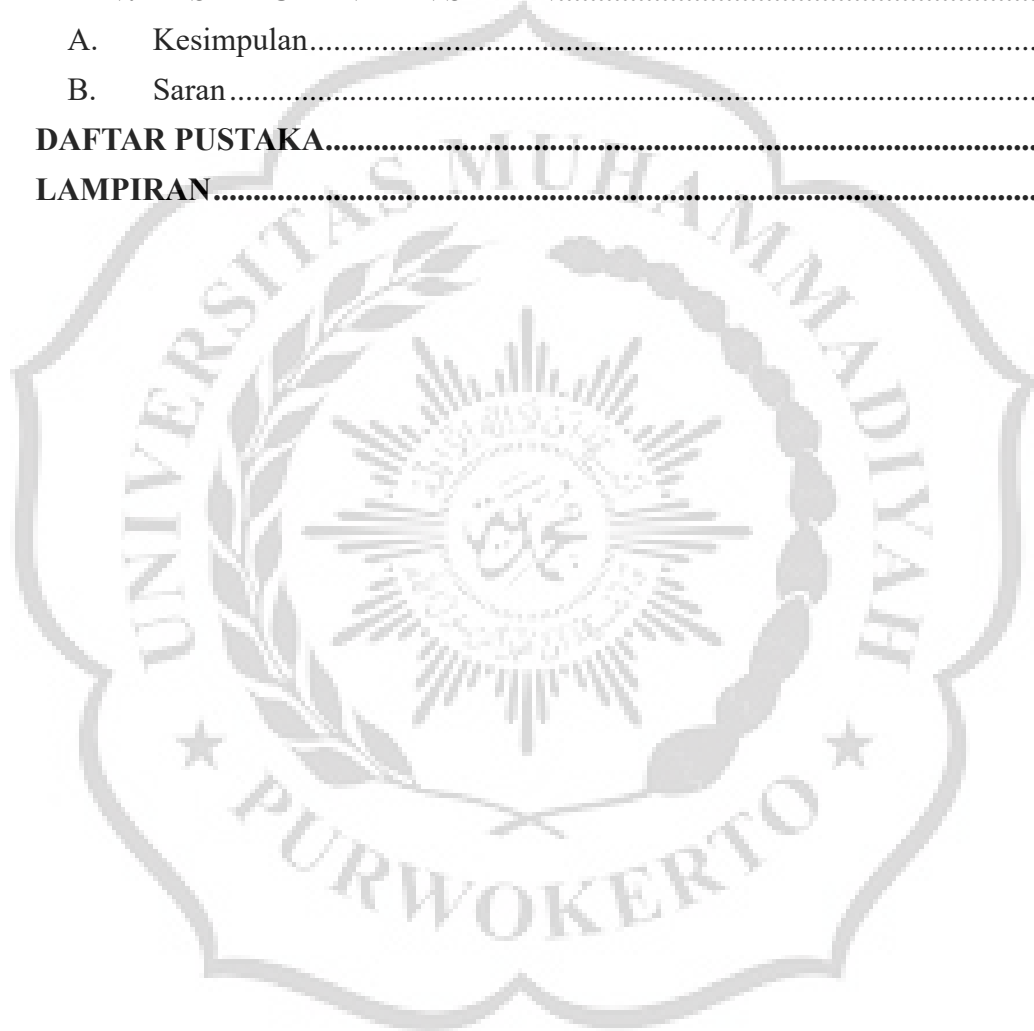 A. Kesimpulan
B. Saran
DAFTAR PUSTAKA
LAMPIRAN
UNIVERSITAS MUHAMMADIYAH
★ PURWOKERTO ★